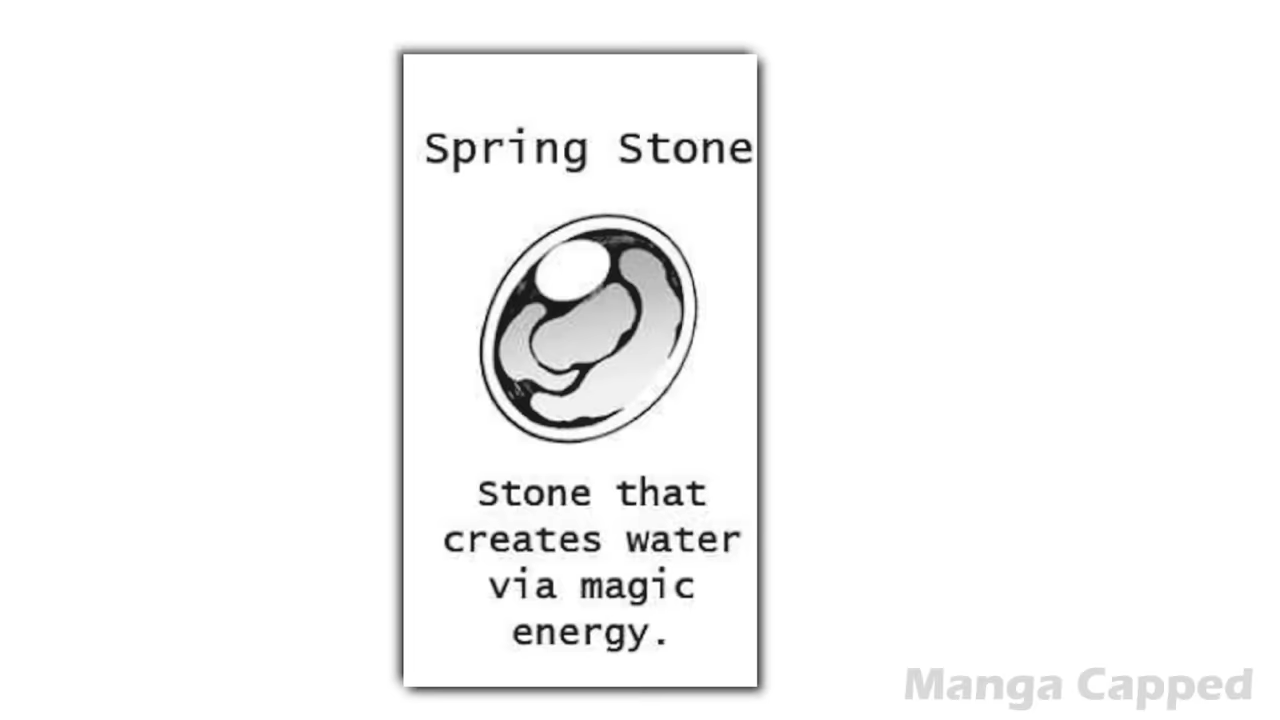 Spring Stone
Stone that
creates water
via magic
energy.
Manga Capped